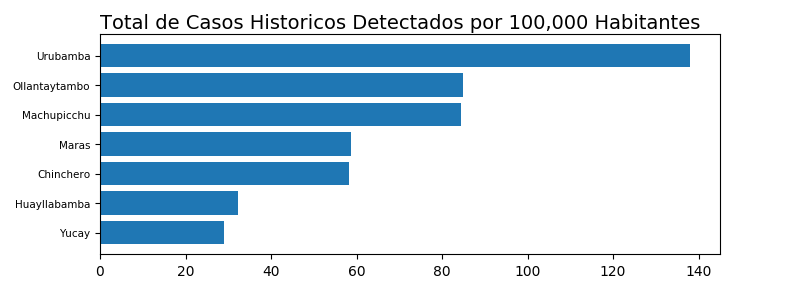 Total de Casos Historicos Detectados por 100,000 Habitantes
Urubamba
Ollantaytambo
Machupicchu
Maras
Chinchero
Huayllabamba
Yucay
0 20 40 60 80 100 120 140